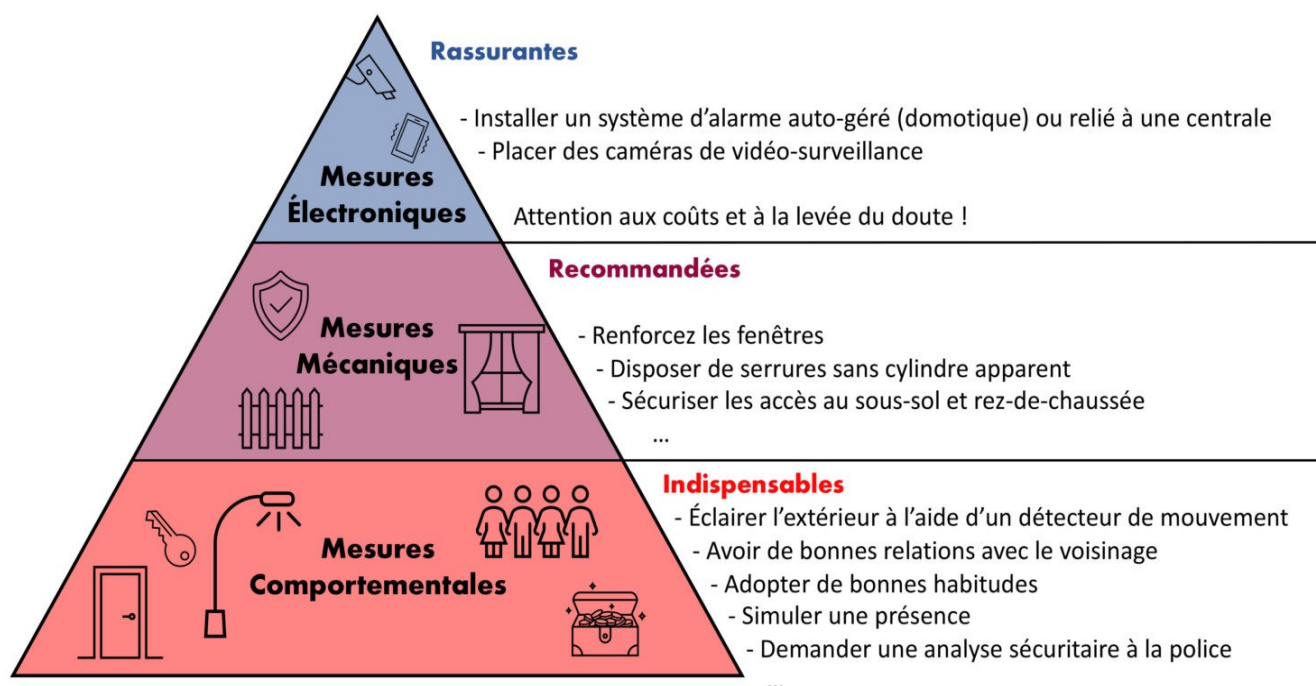 Rassurantes
- Installer un système d’alarme auto-géré (domotique) ou relié à une centrale
- Placer des caméras de vidéo-surveillance
Mesures
Électroniques
Attention aux coûts et à la levée du doute !
Recommandées
Mesures
Mécaniques
- Renforcez les fenêtres
- Disposer de serrures sans cylindre apparent
- Sécuriser les accès au sous-sol et rez-de-chaussée
...
Indispensables
Mesures
Comportementales
- Éclairer l’extérieur à l’aide d’un détecteur de mouvement
- Avoir de bonnes relations avec le voisinage
- Adopter de bonnes habitudes
- Simuler une présence
- Demander une analyse sécuritaire à la police
...